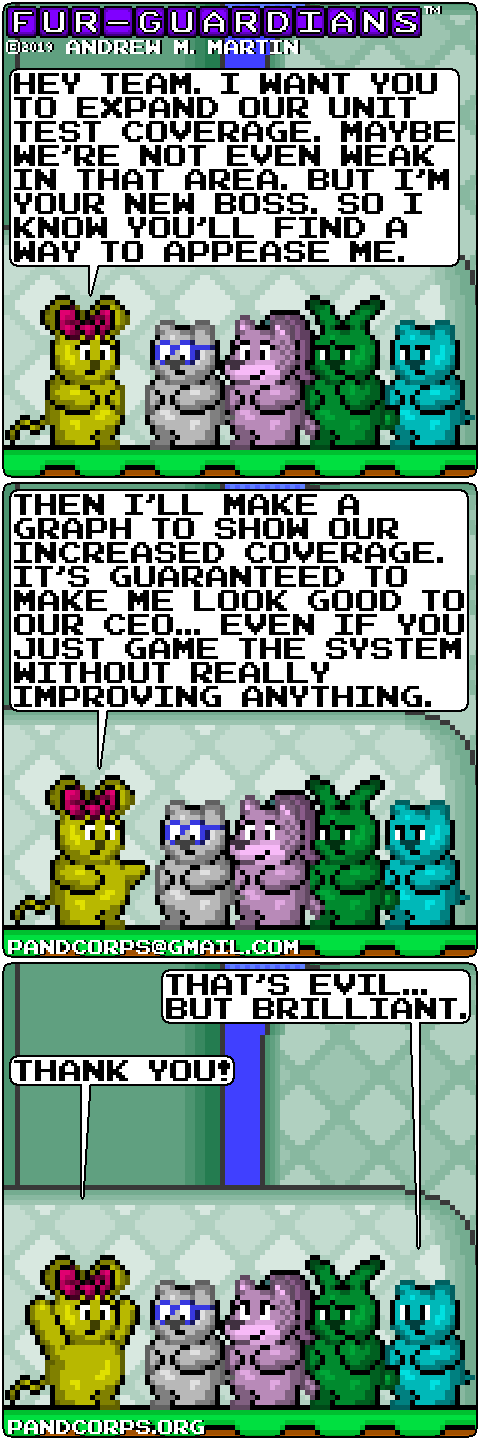 FUR-GUARDIANS™
©2019 ANDREW M. MARTIN
HEY TEAM. I WANT YOU
TO EXPAND OUR UNIT
TEST COVERAGE. MAYBE
WE'RE NOT EVEN WEAK
IN THAT AREA. BUT I'M
YOUR NEW BOSS. SO I
KNOW YOU'LL FIND A
WAY TO APPEASE ME.
THEN I'LL MAKE A
GRAPH TO SHOW OUR
INCREASED COVERAGE.
IT'S GUARANTEED TO
MAKE ME LOOK GOOD TO
OUR CEO... EVEN IF YOU
JUST GAME THE SYSTEM
WITHOUT REALLY
IMPROVING ANYTHING.
PANDCORPS@GMAIL.COM
THAT'S EVIL...
BUT BRILLIANT.
THANK YOU!
PANDCORPS.ORG